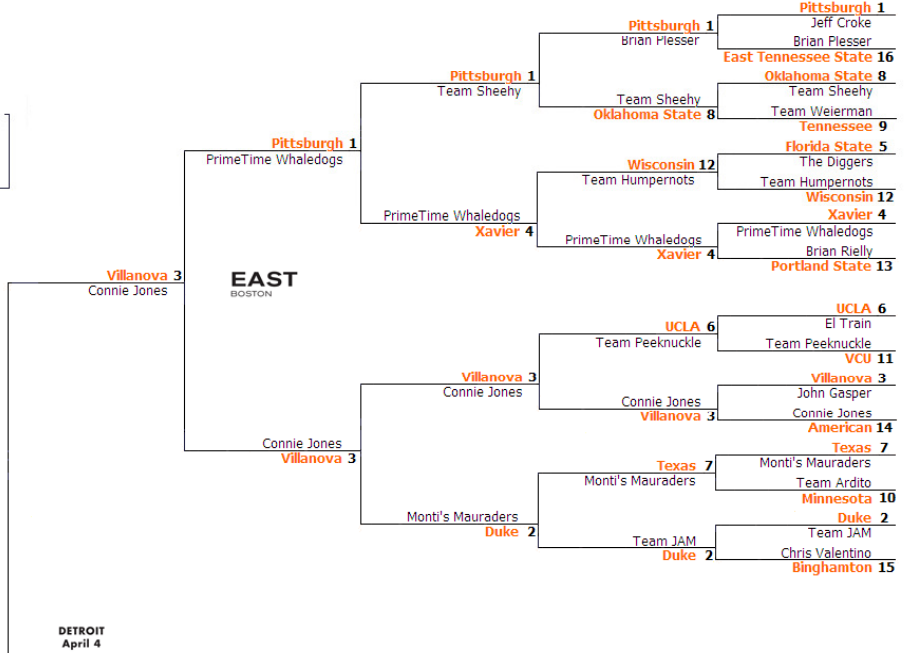 Pittsburgh 1
Jeff Croke
Brian Plesser
East Tennessee State 16
Pittsburgh 1
Brian Plesser
Oklahoma State 8
Team Sheehy
Team Weierman
Tennessee 9
Team Sheehy
Oklahoma State 8
Pittsburgh 1
Team Sheehy
Florida State 5
The Diggers
Team Humpernots
Wisconsin 12
Wisconsin 12
Team Humpernots
Xavier 4
PrimeTime Whaledogs
Brian Rielly
Portland State 13
PrimeTime Whaledogs
Xavier 4
PrimeTime Whaledogs
Xavier 4
Pittsburgh 1
PrimeTime Whaledogs
Villanova 3
Connie Jones
EAST
BOSTON
UCLA 6
El Train
Team Peeknuckle
VCU 11
UCLA 6
Team Peeknuckle
Villanova 3
John Gasper
Connie Jones
American 14
Connie Jones
Villanova 3
Villanova 3
Connie Jones
Texas 7
Monti's Mauraders
Team Ardito
Minnesota 10
Texas 7
Monti's Mauraders
Duke 2
Team JAM
Chris Valentino
Binghamton 15
Team JAM
Duke 2
Monti's Mauraders
Duke 2
Connie Jones
Villanova 3
DETROIT
April 4